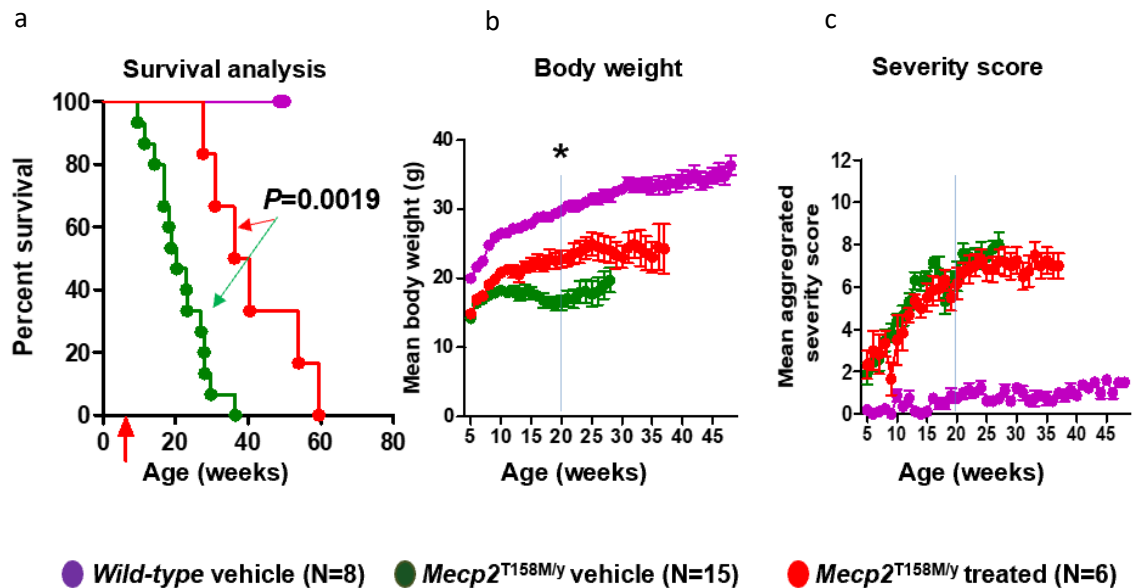 a
b
c
Survival analysis
Body weight
Severity score
Percent survival
100
80
60
40
20
0
P=0.0019
0
20
40
60
80
Age (weeks)
Mean body weight (g)
40
30
20
10
0
*
5
10
15
20
25
30
35
40
45
Age (weeks)
Mean aggregrated
severity score
12
10
8
6
4
2
0
5
10
15
20
25
30
35
40
45
Age (weeks)
Wild-type vehicle (N=8)
Mecp2T158M/y vehicle (N=15)
Mecp2T158M/y treated (N=6)